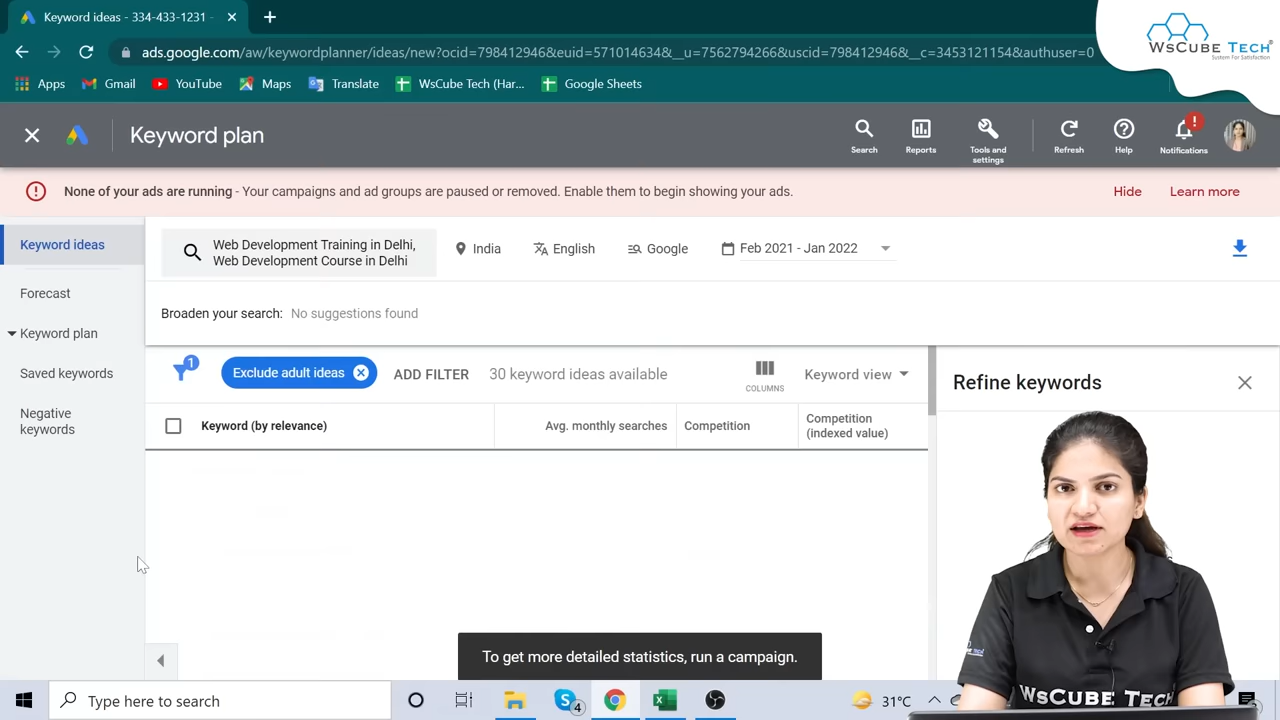 Keyword ideas - 334-433-1231 -
WsCube Tech
System For Satisfaction
ads.google.com/aw/keywordplanner/ideas/new?ocid=798412946&euid=571014634&__u=7562794266&uscid=798412946&__c=3453121154&authuser=0
Apps
Gmail
YouTube
Maps
Translate
WsCube Tech (Har...
Google Sheets
Keyword plan
Search
Reports
Tools and
settings
Refresh
Help
!
Notifications
None of your ads are running - Your campaigns and ad groups are paused or removed. Enable them to begin showing your ads.
Hide
Learn more
Keyword ideas
Forecast
Keyword plan
Saved keywords
Negative
keywords
Web Development Training in Delhi,
Web Development Course in Delhi
India
English
Google
Feb 2021 - Jan 2022
Broaden your search: No suggestions found
1
Exclude adult ideas
ADD FILTER
30 keyword ideas available
COLUMNS
Keyword view
Refine keywords
Keyword (by relevance)
Avg. monthly searches
Competition
Competition
(indexed value)
To get more detailed statistics, run a campaign.
WsCube Tech
Type here to search
4
31°C